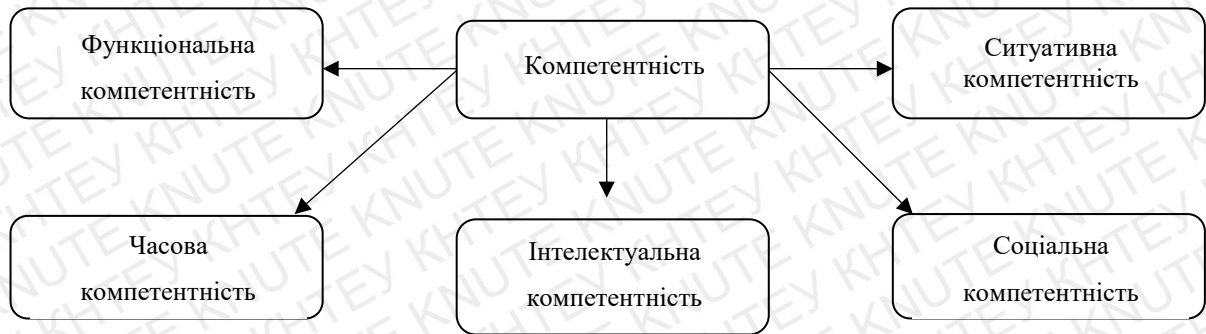 Функціональна
компетентність
Компетентність
Ситуативна
компетентність
Часова
компетентність
Інтелектуальна
компетентність
Соціальна
компетентність